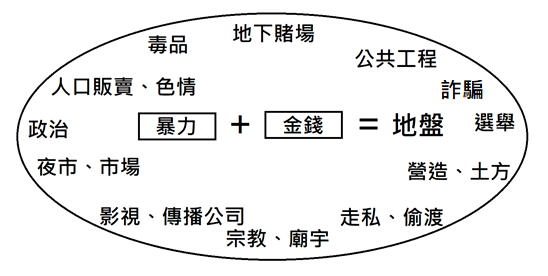 地下賭場
毒品
公共工程
人口販賣、色情
詐騙
政治
暴力 + 金錢 = 地盤
選舉
夜市、市場
營造、土方
影視、傳播公司
走私、偷渡
宗教、廟宇